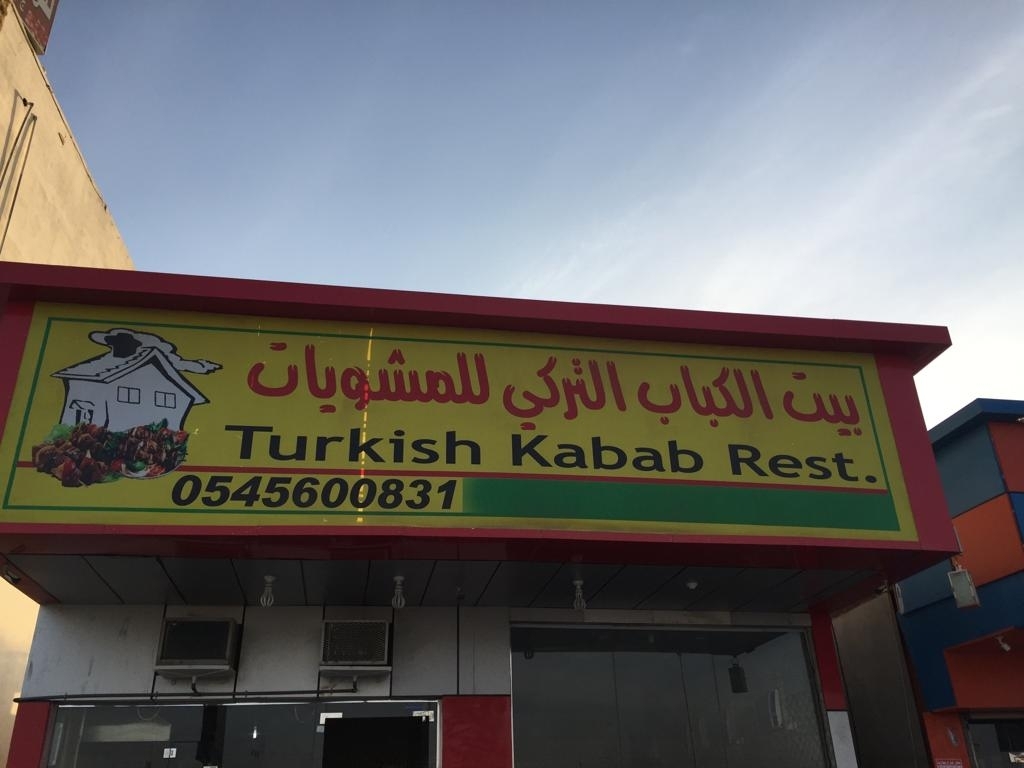 بيت الكباب التركي للمشويات
Turkish Kabab Rest.
0545600831